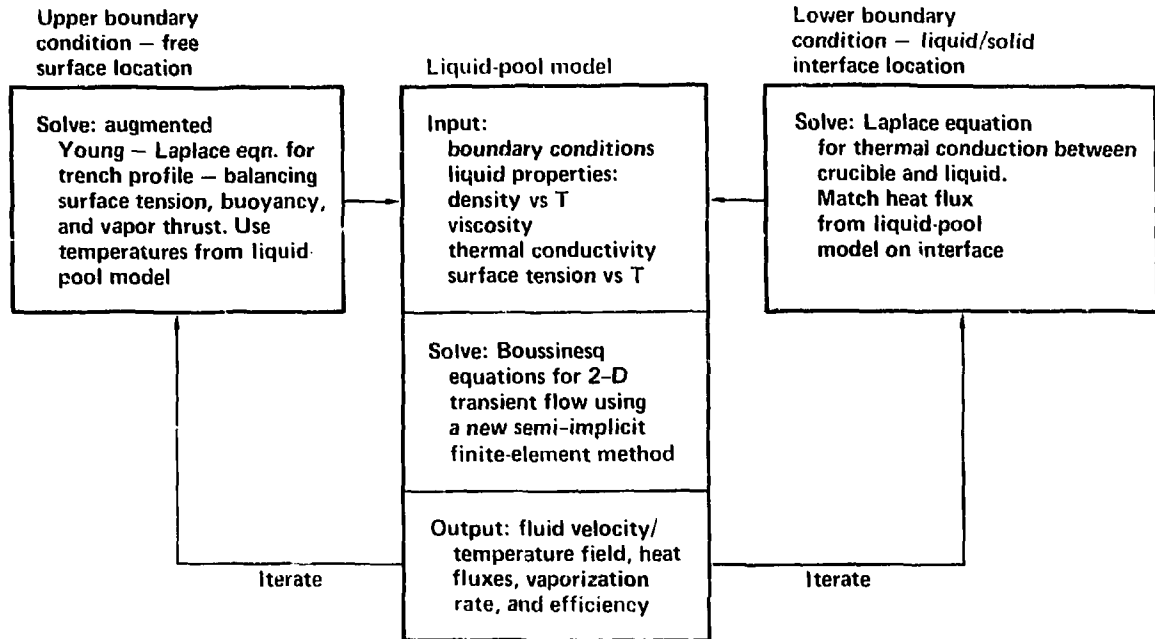 Upper boundary
condition – free
surface location
Solve: augmented
Young – Laplace eqn. for
trench profile – balancing
surface tension, buoyancy,
and vapor thrust. Use
temperatures from liquid-
pool model
Liquid-pool model
Input:
boundary conditions
liquid properties:
density vs T
viscosity
thermal conductivity
surface tension vs T
Solve: Boussinesq
equations for 2-D
transient flow using
a new semi-implicit
finite-element method
Output: fluid velocity/
temperature field, heat
fluxes, vaporization
rate, and efficiency
Lower boundary
condition – liquid/solid
interface location
Solve: Laplace equation
for thermal conduction between
crucible and liquid.
Match heat flux
from liquid-pool
model on interface
Iterate
Iterate